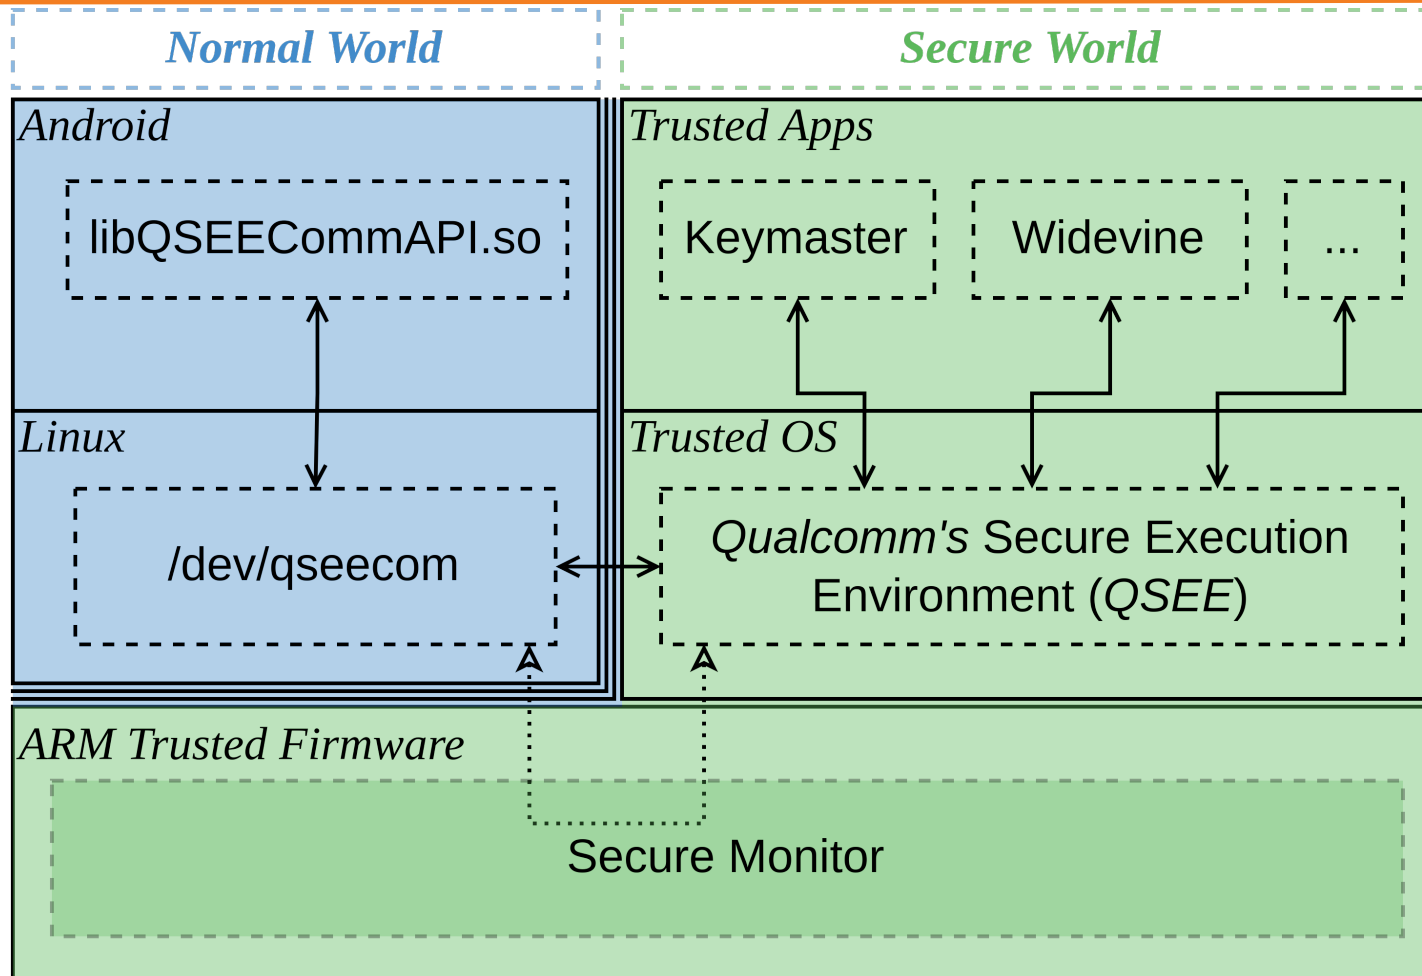 Normal World
Secure World
Android
Trusted Apps
libQSEECommAPI.so
Keymaster
Widevine
...
Linux
Trusted OS
/dev/qseecom
Qualcomm's Secure Execution
Environment (QSEE)
ARM Trusted Firmware
Secure Monitor